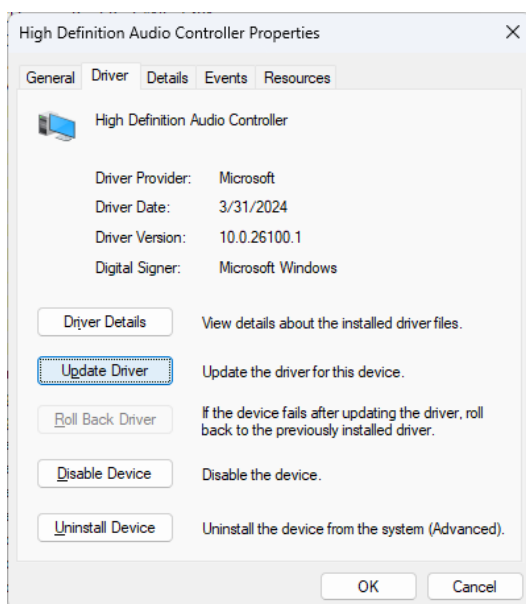 High Definition Audio Controller Properties
General Driver Details Events Resources
High Definition Audio Controller
Driver Provider: Microsoft
Driver Date: 3/31/2024
Driver Version: 10.0.26100.1
Digital Signer: Microsoft Windows
Driver Details View details about the installed driver files.
Update Driver Update the driver for this device.
Roll Back Driver If the device fails after updating the driver, roll
back to the previously installed driver.
Disable Device Disable the device.
Uninstall Device Uninstall the device from the system (Advanced).
OK Cancel